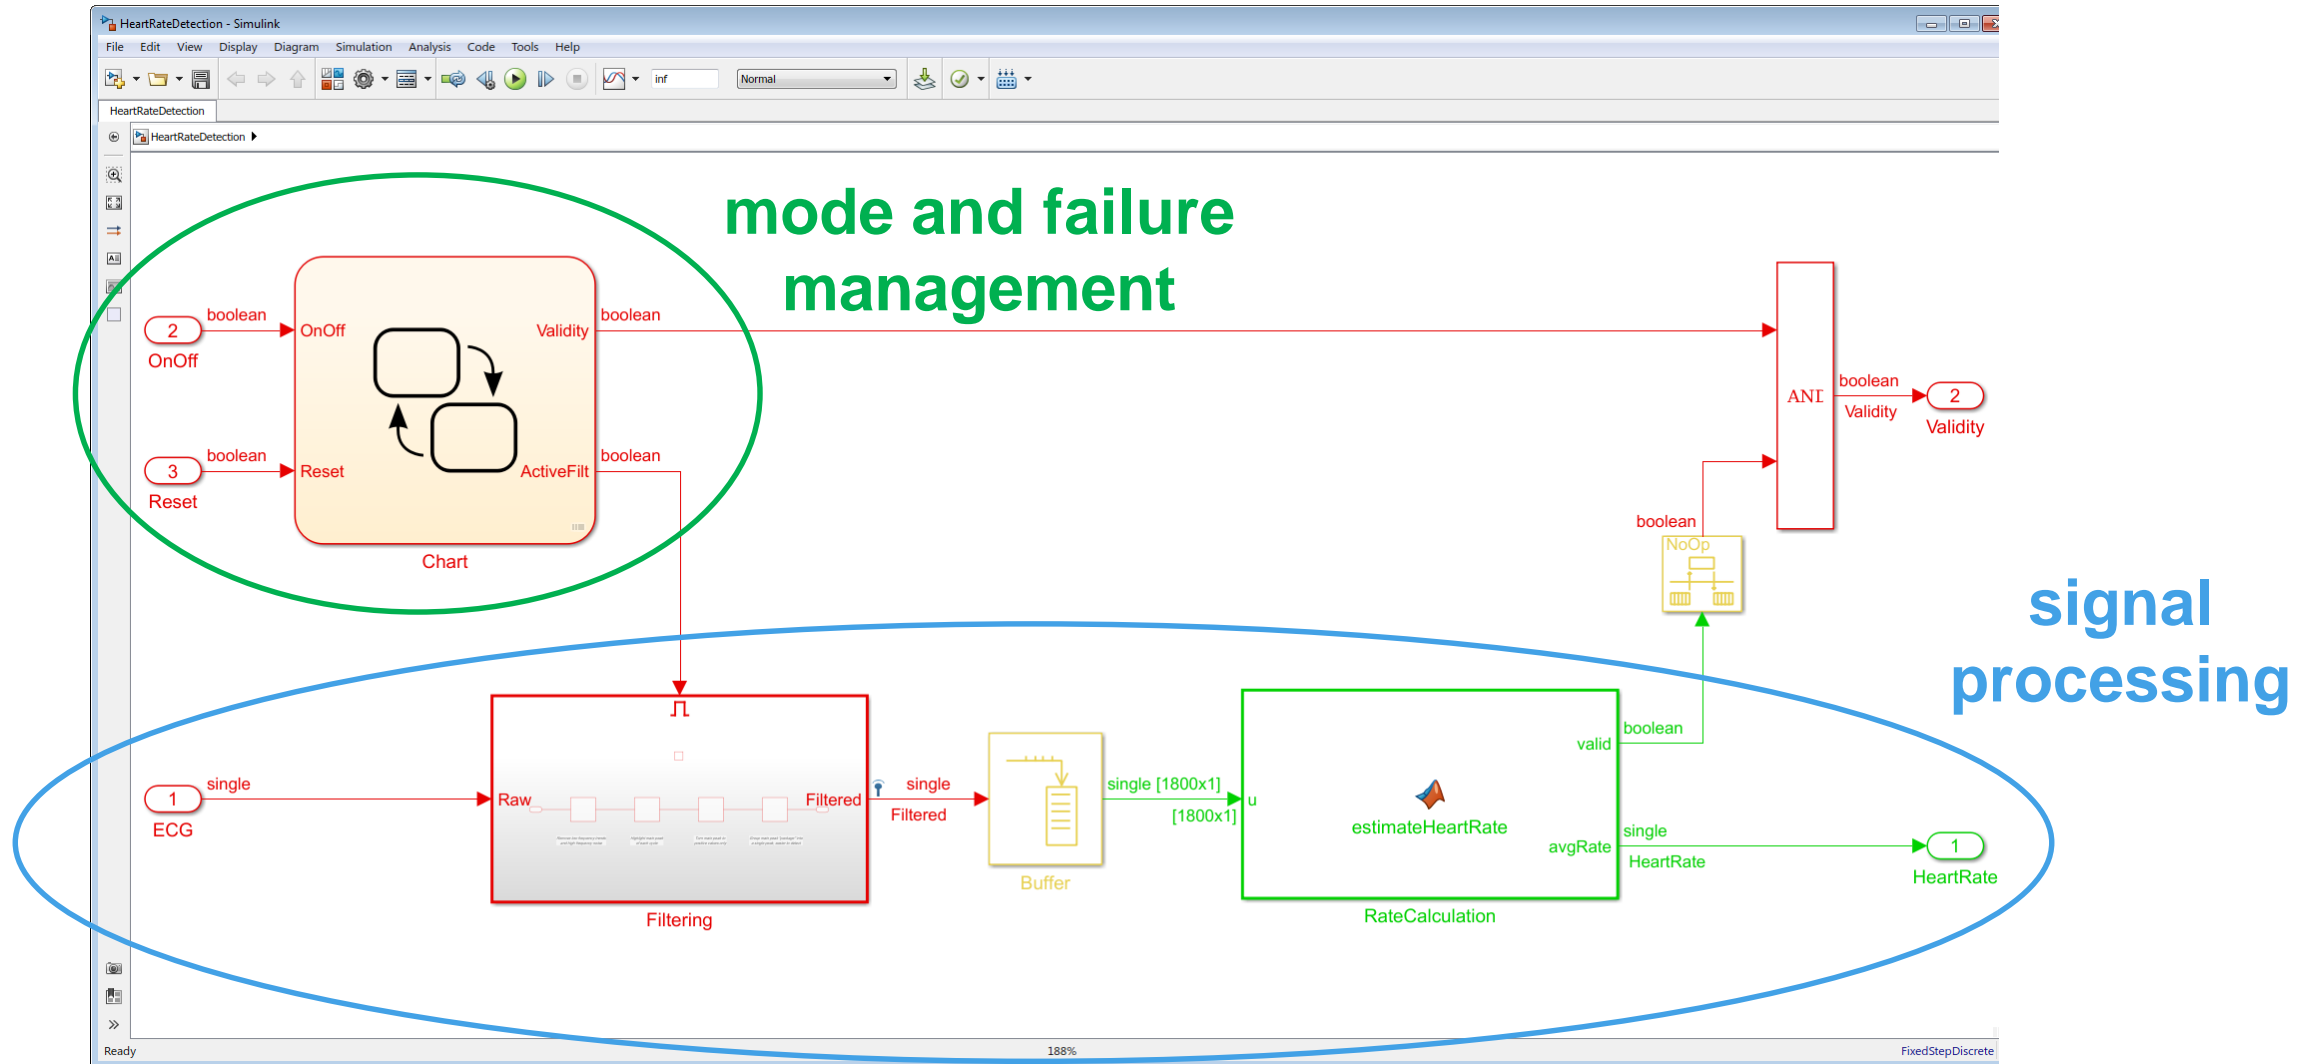 HeartRateDetection - Simulink
File Edit View Display Diagram Simulation Analysis Code Tools Help
inf Normal
HeartRateDetection
HeartRateDetection
mode and failure
management
boolean
2
OnOff
OnOff
Validity
boolean
boolean
3
Reset
Reset
ActiveFilt
boolean
Chart
boolean
Validity
2
Validity
boolean
NoOp
signal
processing
single
1
ECG
Raw
Filtered
Filtering
single
Filtered
Buffer
single [1800x1]
[1800x1]
u
estimateHeartRate
valid
avgRate
RateCalculation
boolean
single
HeartRate
1
HeartRate
Ready 188% FixedStepDiscrete